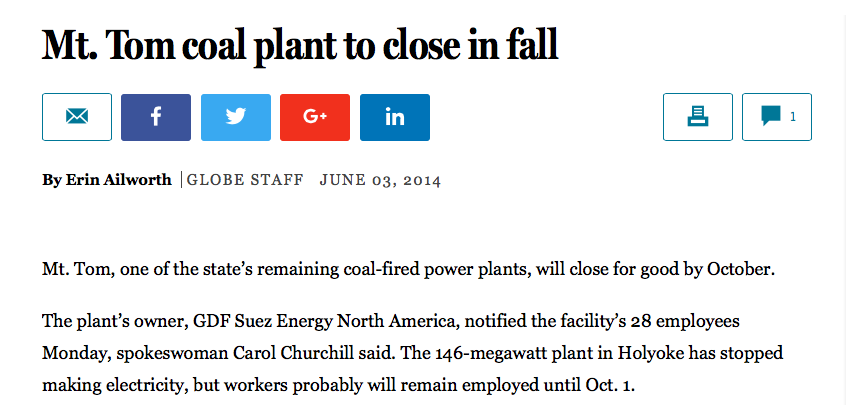 Mt. Tom coal plant to close in fall
f G+ in 1
By Erin Ailworth | GLOBE STAFF JUNE 03, 2014
Mt. Tom, one of the state’s remaining coal-fired power plants, will close for good by October.
The plant’s owner, GDF Suez Energy North America, notified the facility’s 28 employees
Monday, spokeswoman Carol Churchill said. The 146-megawatt plant in Holyoke has stopped
making electricity, but workers probably will remain employed until Oct. 1.